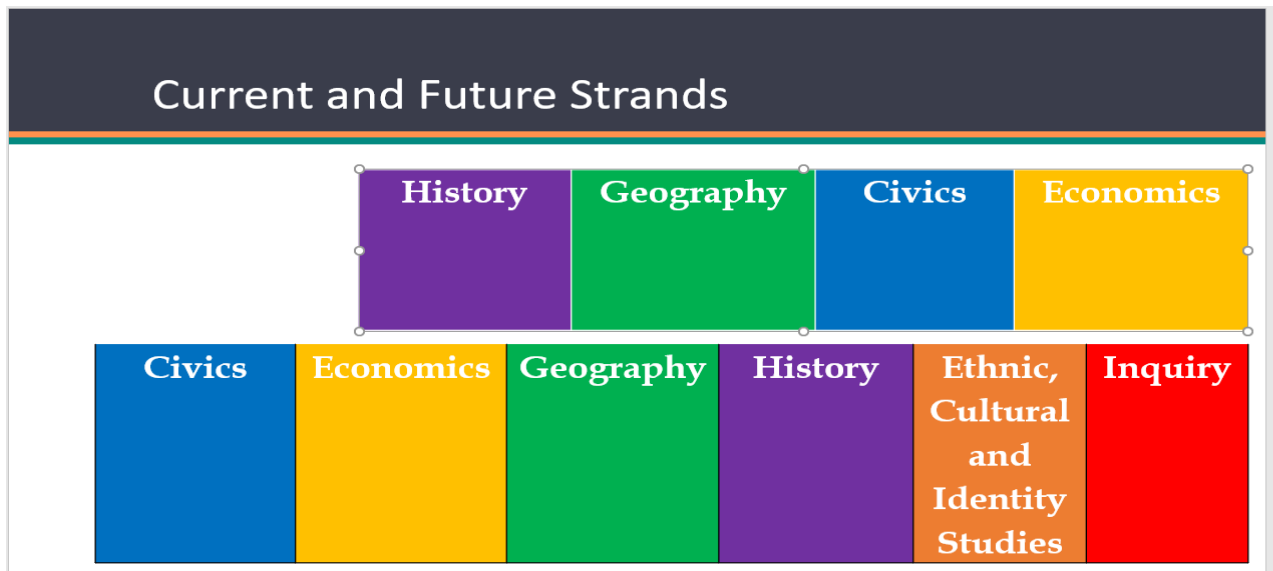 Current and Future Strands
History Geography Civics Economics
Civics Economics Geography History Ethnic, Inquiry
Cultural
and
Identity
Studies